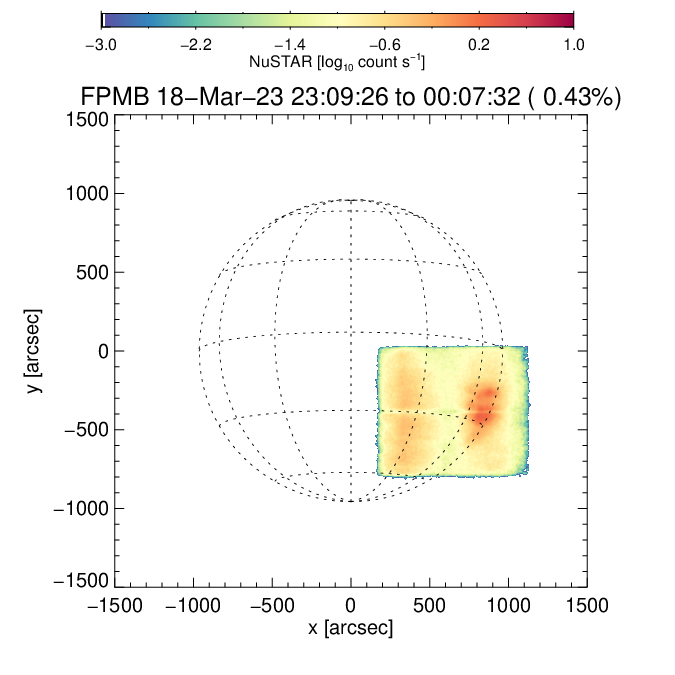 −3.0 −2.2 −1.4 −0.6 0.2 1.0
NuSTAR [log₁₀ count s⁻¹]
FPMB 18−Mar−23 23:09:26 to 00:07:32 ( 0.43%)
1500
1000
500
0
−500
−1000
−1500
y [arcsec]
−1500 −1000 −500 0 500 1000 1500
x [arcsec]